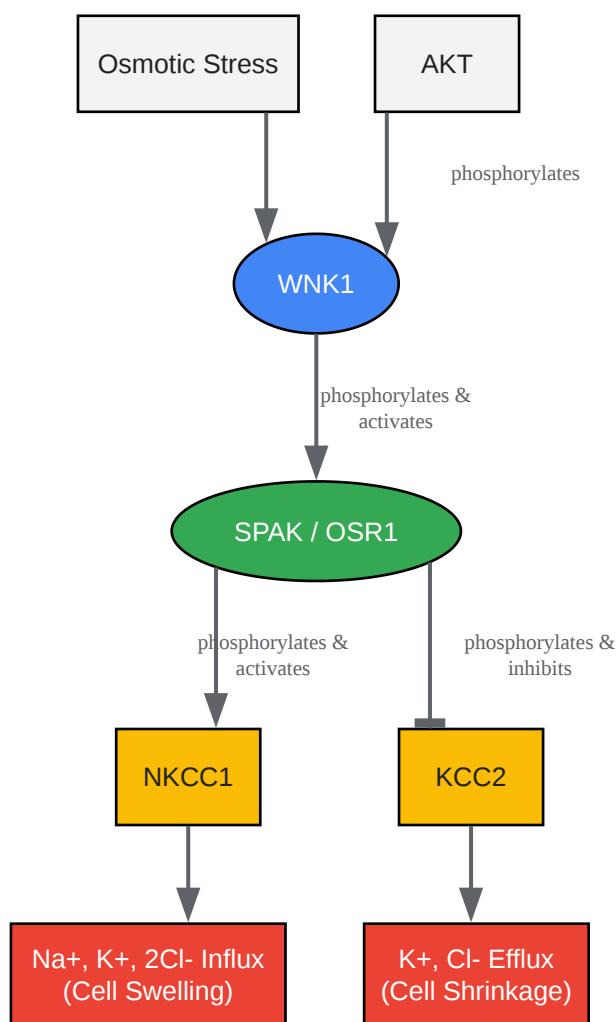 Osmotic Stress
AKT
phosphorylates
WNK1
phosphorylates &
activates
SPAK / OSR1
phosphorylates &
activates
phosphorylates &
inhibits
NKCC1
KCC2
Na+, K+, 2Cl- Influx
(Cell Swelling)
K+, Cl- Efflux
(Cell Shrinkage)